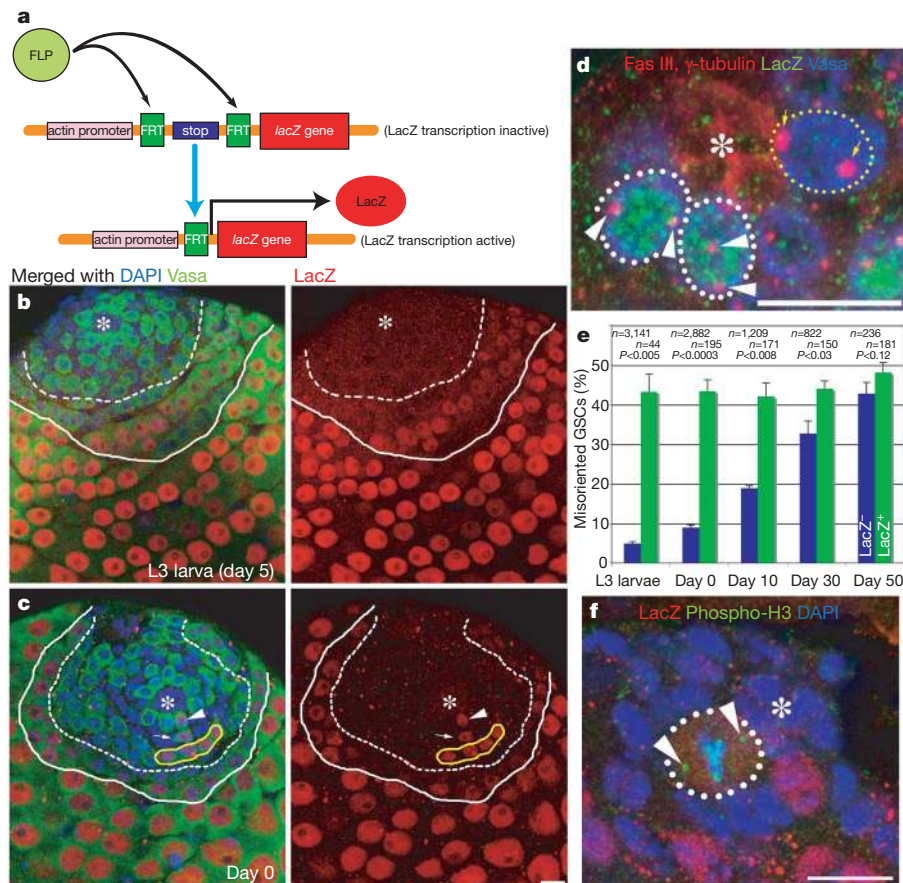 a
FLP
actin promoter FRT stop FRT lacZ gene (LacZ transcription inactive)
LacZ
actin promoter FRT lacZ gene (LacZ transcription active)
Merged with DAPI Vasa LacZ
b
*
*
L3 larva (day 5)
c
*
*
Day 0
d
Fas III, γ-tubulin LacZ Vasa
*
e
n=3,141 n=2,882 n=1,209 n=822 n=236
n=44 n=195 n=171 n=150 n=181
P<0.005 P<0.0003 P<0.008 P<0.03 P<0.12
Misoriented GSCs (%)
50
40
30
20
10
0
LacZ⁻
LacZ⁺
L3 larvae Day 0 Day 10 Day 30 Day 50
f
LacZ Phospho-H3 DAPI
*